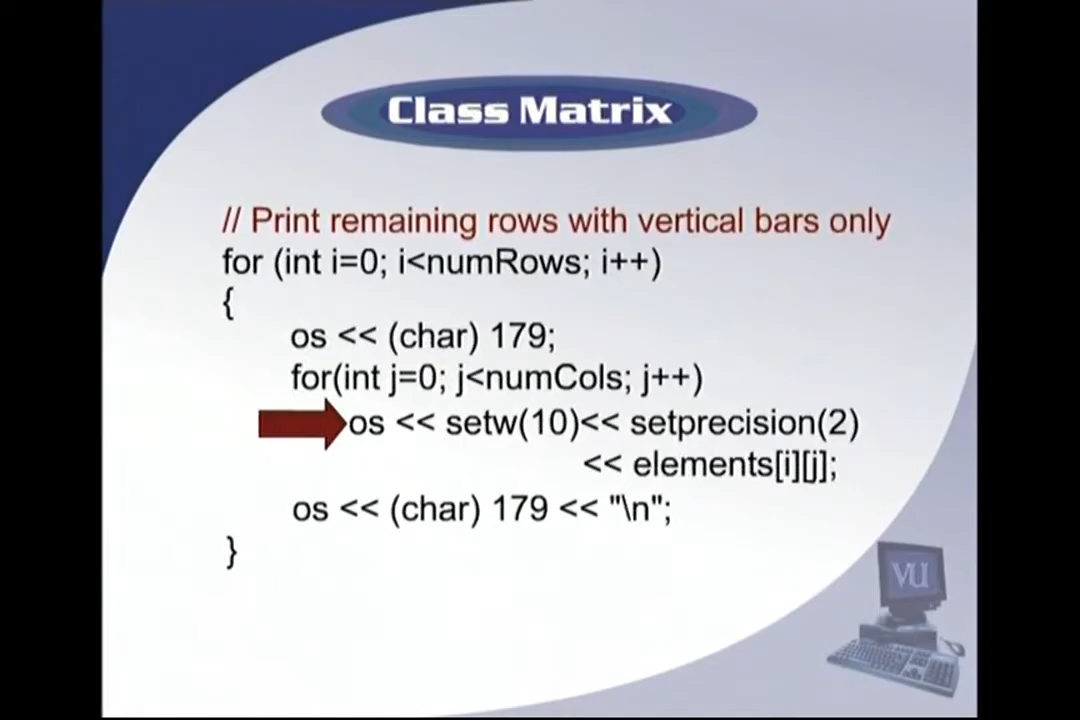 Class Matrix
// Print remaining rows with vertical bars only
for (int i=0; i<numRows; i++)
{
os << (char) 179;
for(int j=0; j<numCols; j++)
os << setw(10)<< setprecision(2)
<< elements[i][j];
os << (char) 179 << "\n";
}
VU